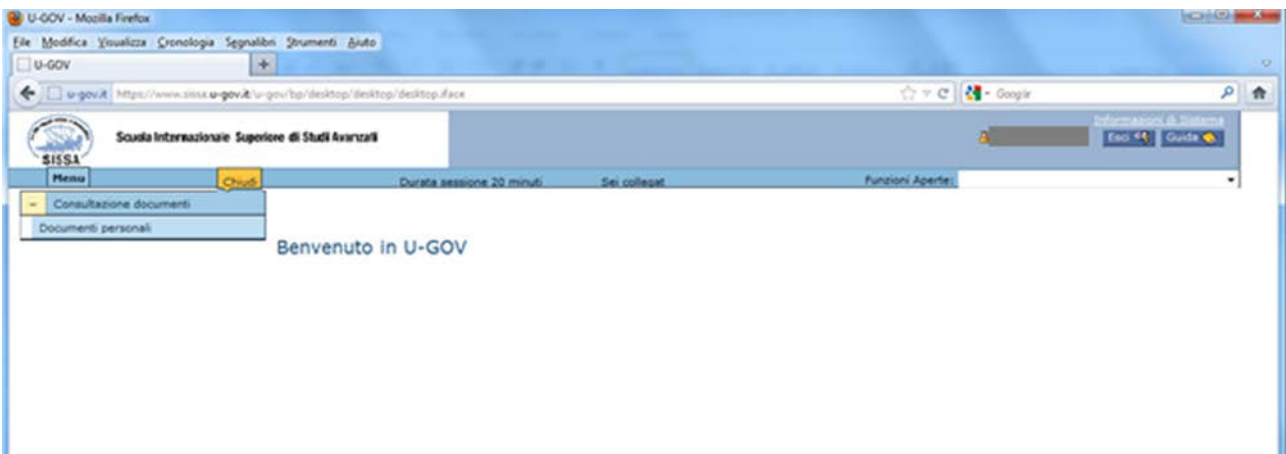 U-GOV - Mozilla Firefox
File Modifica Visualizza Cronologia Segnalibri Strumenti Aiuto
U-GOV +
u-gov.it https://www.sissa.u-gov.it/u-gov/bp/desktop/desktop/desktop.iface Google
Informazioni di Sistema
Scuola Internazionale Superiore di Studi Avanzati Esci Guida
SISSA
Menu Chiudi Durata sessione 20 minuti Sei collegat Funzioni Aperte:
- Consultazione documenti
Documenti personali
Benvenuto in U-GOV